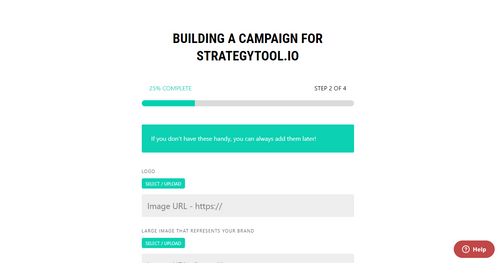 BUILDING A CAMPAIGN FOR
STRATEGYTOOL.IO
25% COMPLETE STEP 2 OF 4
If you don't have these handy, you can always add them later!
LOGO
SELECT / UPLOAD
Image URL - https://
LARGE IMAGE THAT REPRESENTS YOUR BRAND
SELECT / UPLOAD
Help